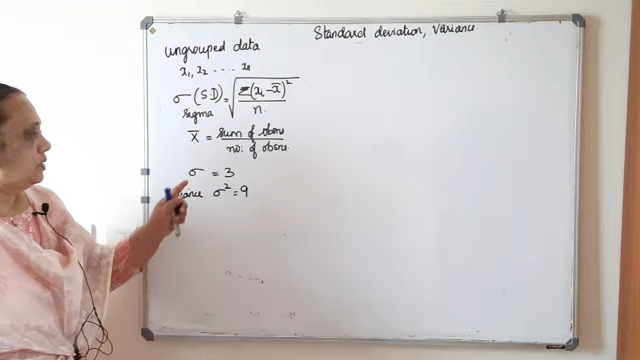 Standard deviation, Variance.
Ungrouped data
x₁, x₂ ..... xₙ
σ (SD) = √(Σ(xᵢ - x̄)² / n)
sigma
x̄ = sum of obsns / no. of obsns.
σ = 3
σ² = 9